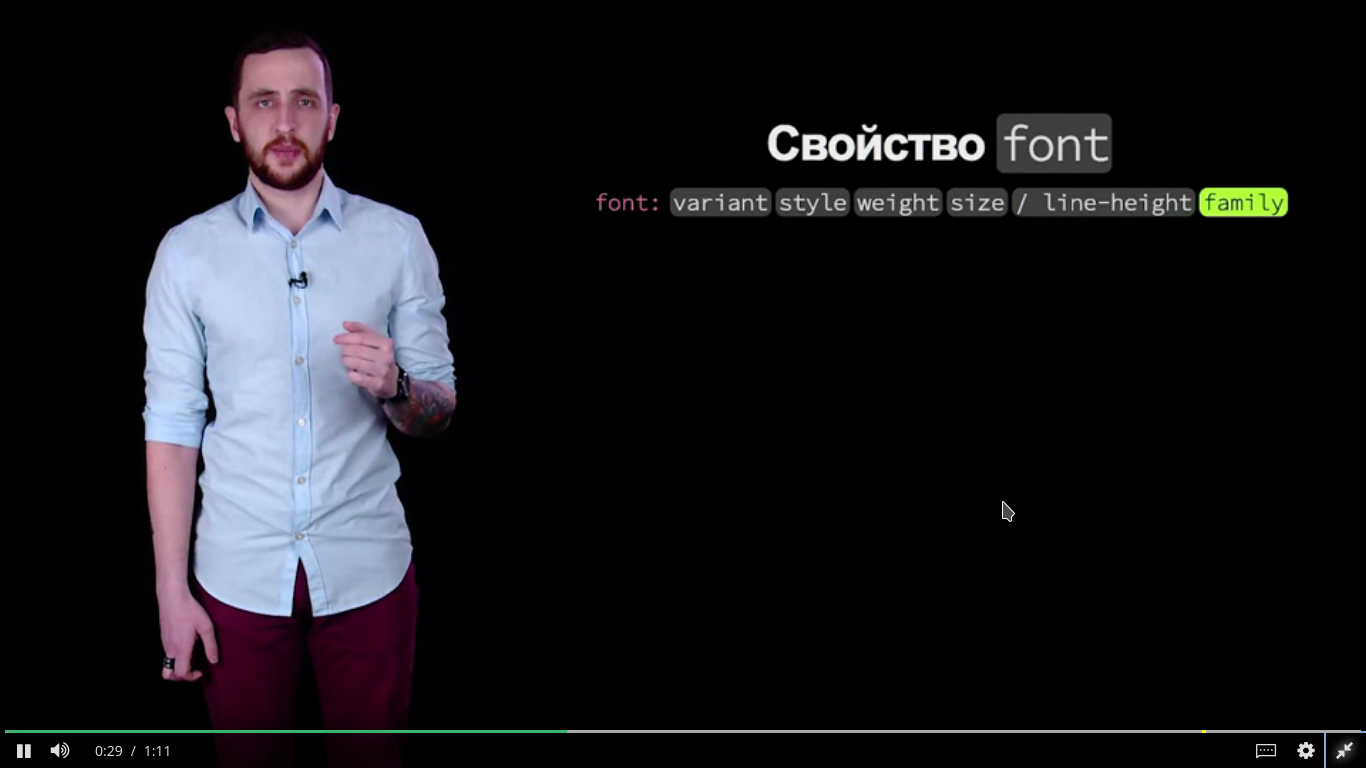 Свойство font
font: variant style weight size / line-height family
0:29 / 1:11